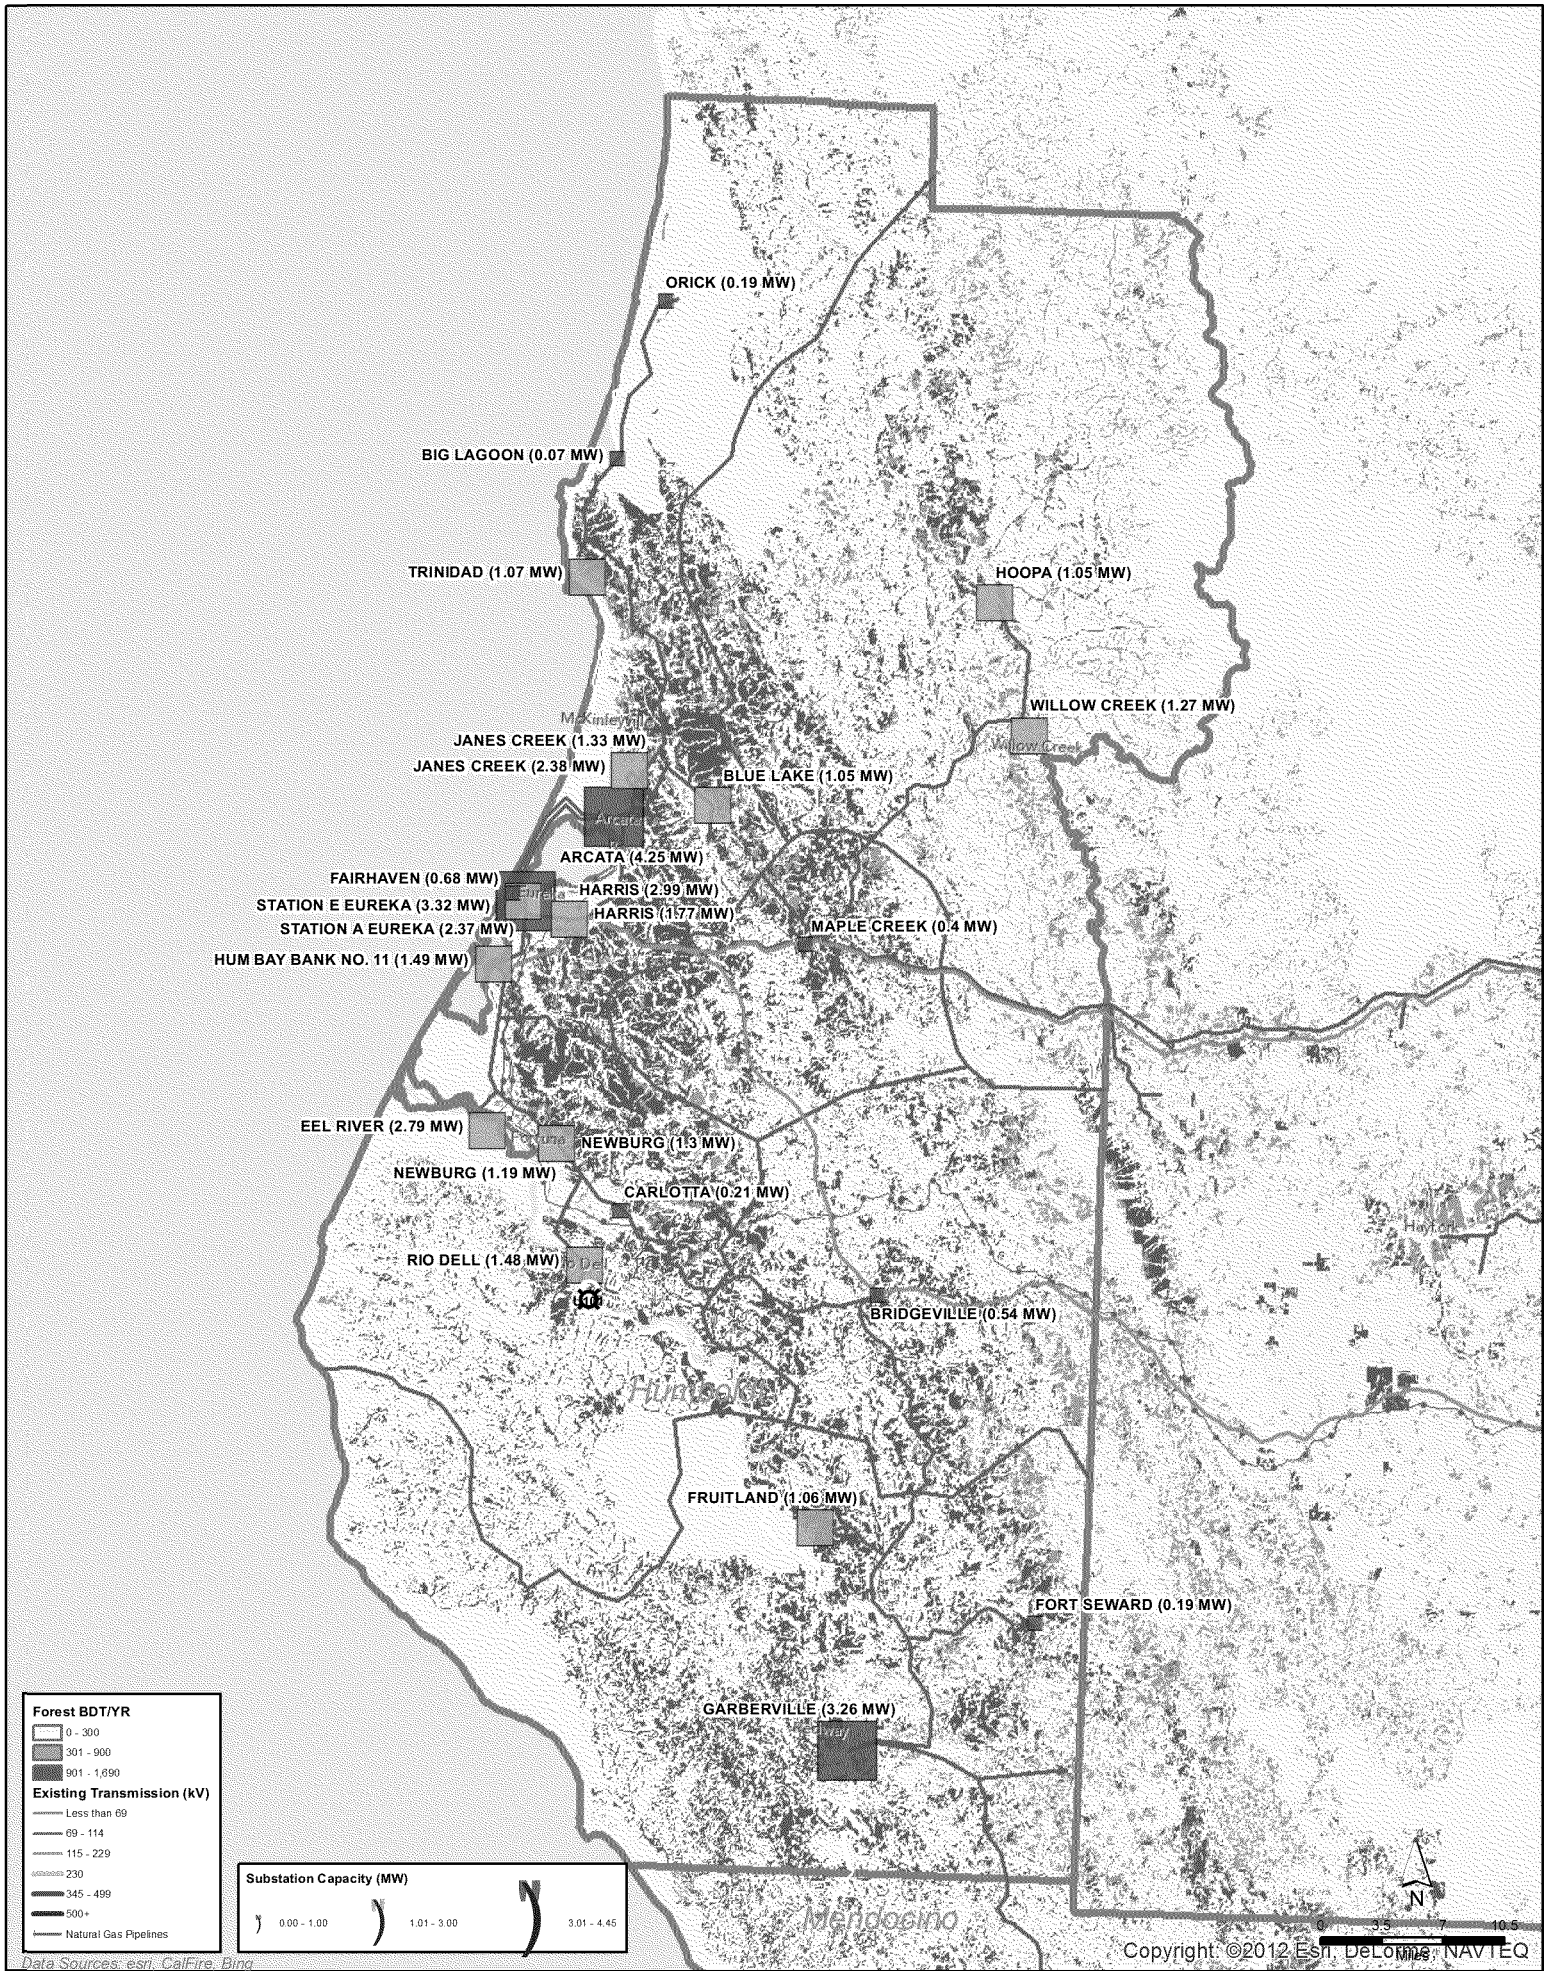 ORICK (0.19 MW)
BIG LAGOON (0.07 MW)
TRINIDAD (1.07 MW)
HOOPA (1.05 MW)
WILLOW CREEK (1.27 MW)
Willow Creek
McKinleyville
JANES CREEK (1.33 MW)
JANES CREEK (2.38 MW)
BLUE LAKE (1.05 MW)
Arcata
ARCATA (4.25 MW)
FAIRHAVEN (0.68 MW)
Eureka
HARRIS (2.99 MW)
STATION E EUREKA (3.32 MW)
HARRIS (1.77 MW)
STATION A EUREKA (2.37 MW)
MAPLE CREEK (0.4 MW)
HUM BAY BANK NO. 11 (1.49 MW)
EEL RIVER (2.79 MW)
Fortuna
NEWBURG (1.3 MW)
NEWBURG (1.19 MW)
CARLOTTA (0.21 MW)
Hayfork
RIO DELL (1.48 MW)
BRIDGEVILLE (0.54 MW)
Humboldt
FRUITLAND (1.06 MW)
FORT SEWARD (0.19 MW)
GARBERVILLE (3.26 MW)
Forest BDT/YR
0 - 300
301 - 900
901 - 1,690
Existing Transmission (kV)
Less than 69
69 - 114
115 - 229
230
345 - 499
500+
Natural Gas Pipelines
Substation Capacity (MW)
0.00 - 1.00
1.01 - 3.00
3.01 - 4.45
Mendocino
N
0 3.5 7 10.5
Miles
Copyright: ©2012 Esri, DeLorme, NAVTEQ
Data Sources: esri, CalFire, Bing